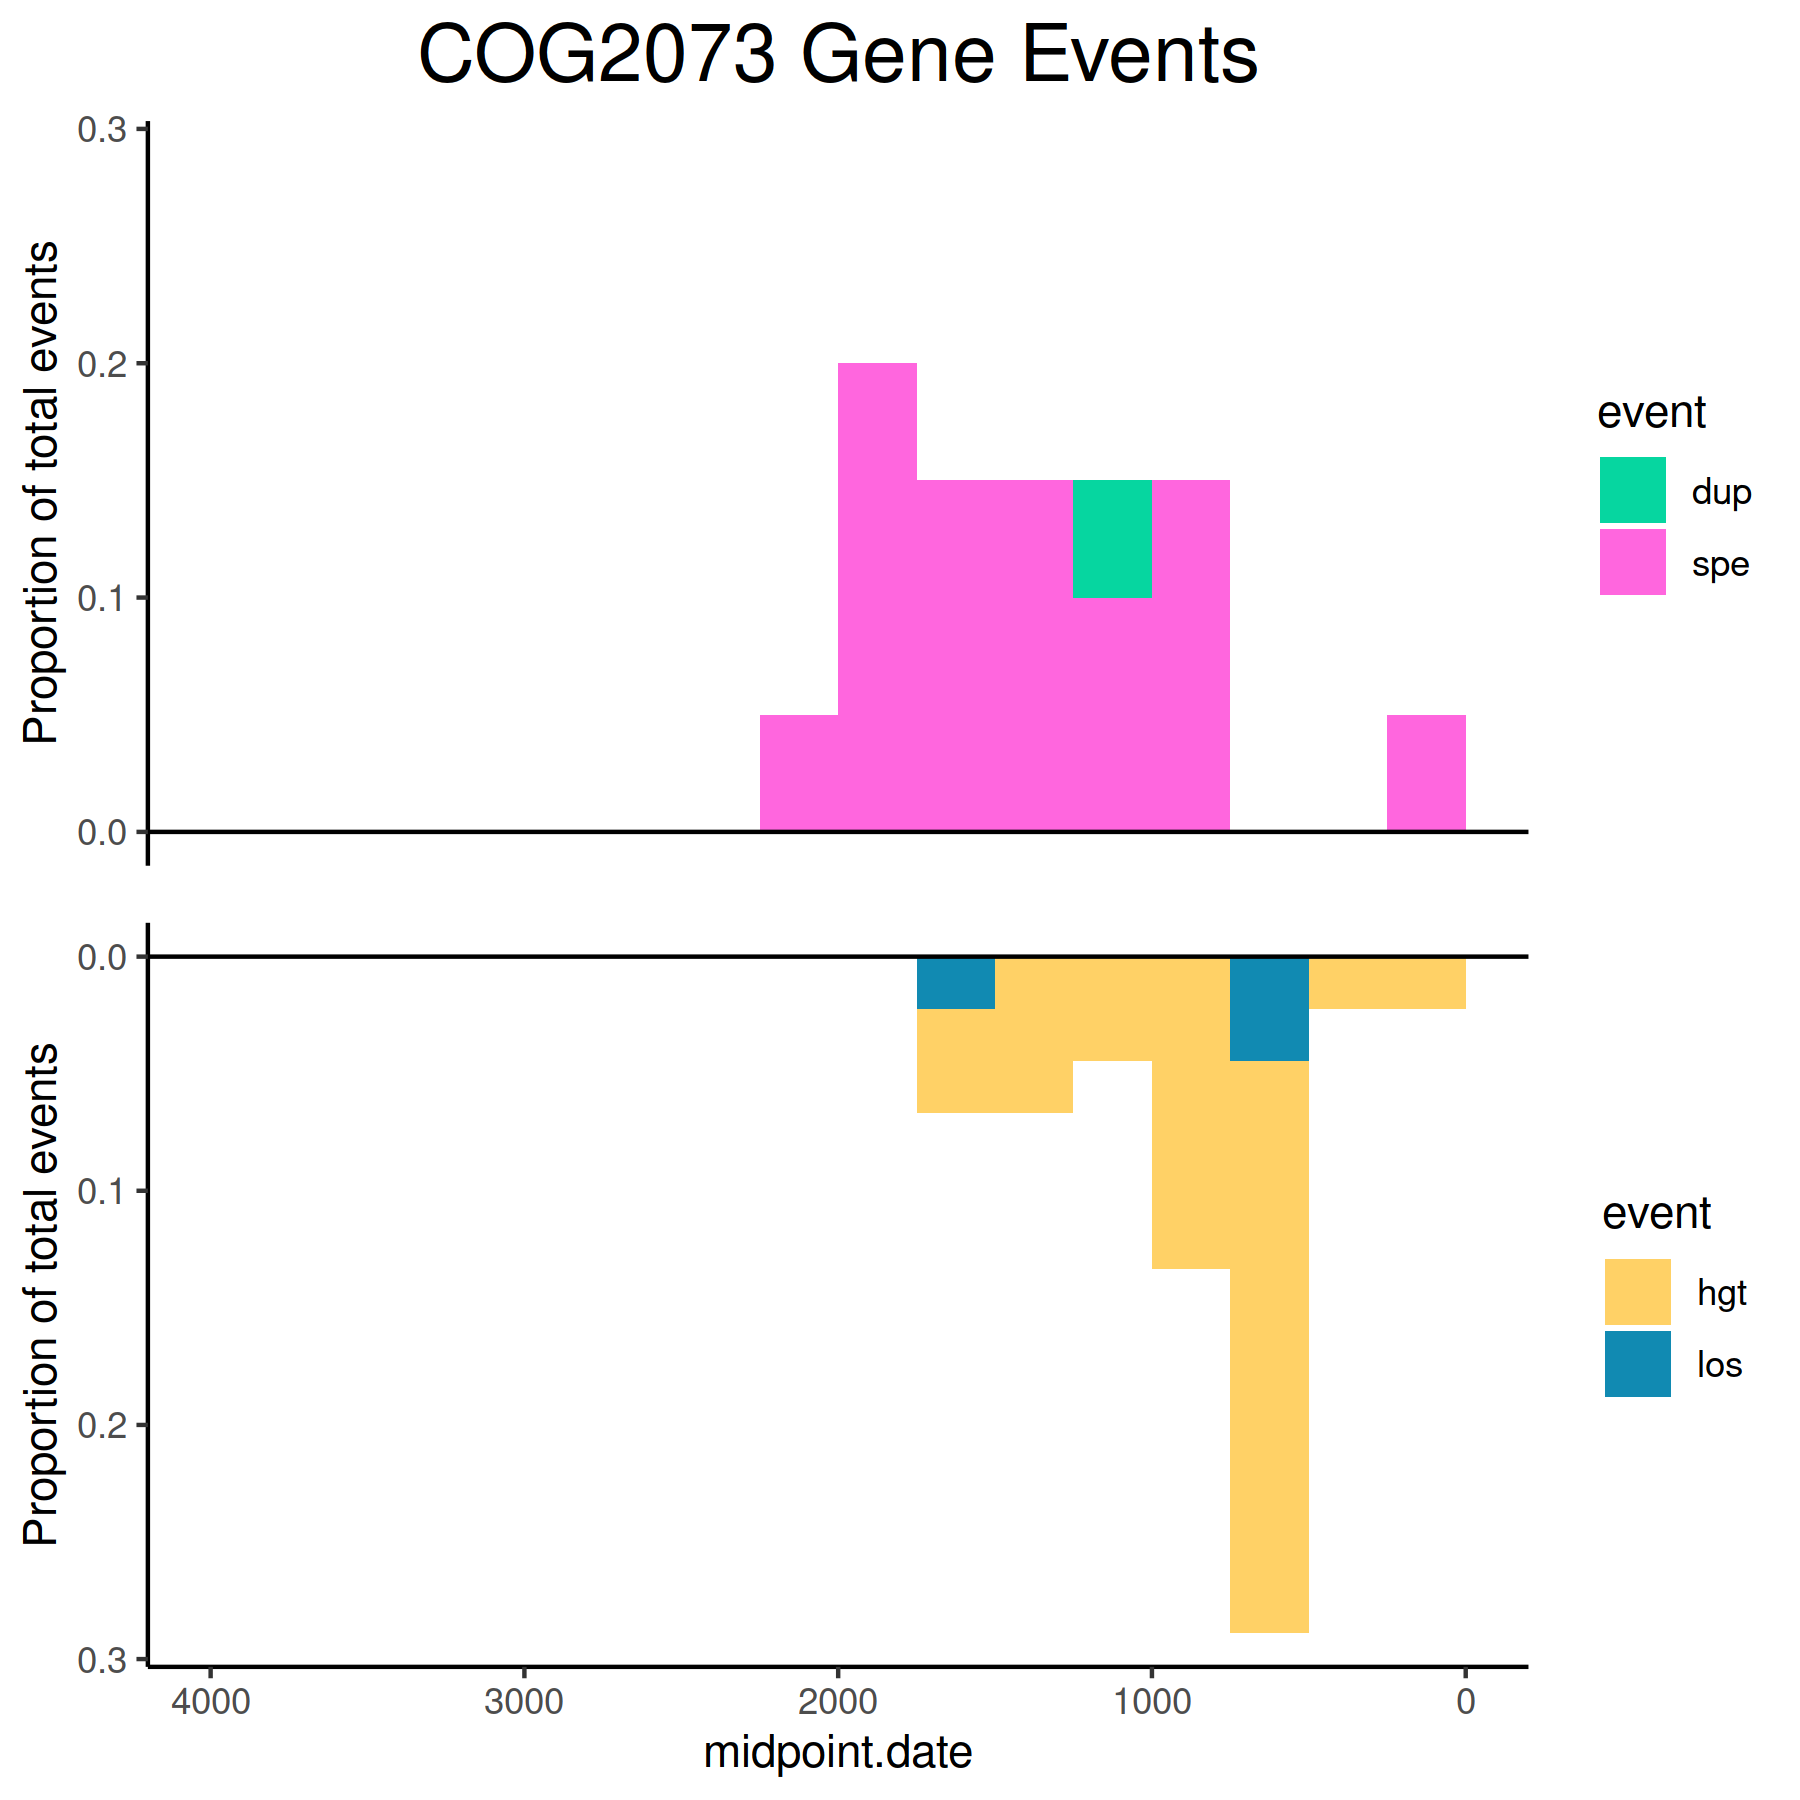 COG2073 Gene Events
Proportion of total events
0.3
0.2
0.1
0.0
event
dup
spe
Proportion of total events
0.0
0.1
0.2
0.3
event
hgt
los
4000 3000 2000 1000 0
midpoint.date